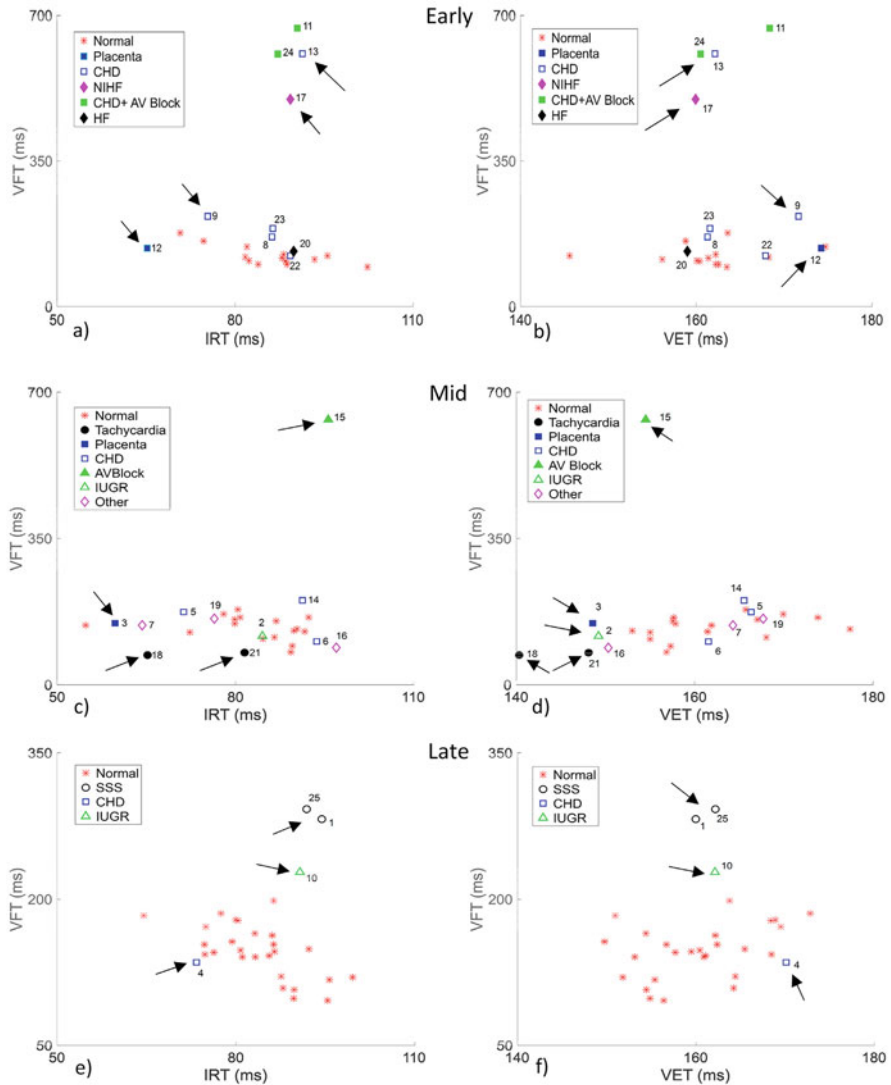 Early
700
350
0
VFT (ms)
Normal
Placenta
CHD
NIHF
CHD+ AV Block
HF
11
24
13
17
9
12
23
8
20
22
50
80
110
IRT (ms)
a)
700
350
0
VFT (ms)
Normal
Placenta
CHD
NIHF
CHD+AV Block
HF
11
24
13
17
9
23
8
20
22
12
140
160
180
VET (ms)
b)
Mid
700
350
0
VFT (ms)
Normal
Tachycardia
Placenta
CHD
AVBlock
IUGR
Other
15
14
3
7
5
19
2
6
16
18
21
50
80
110
IRT (ms)
c)
700
350
0
VFT (ms)
Normal
Tachycardia
Placenta
CHD
AV Block
IUGR
Other
15
14
3
5
2
7
19
16
6
18
21
140
160
180
VET (ms)
d)
Late
350
200
50
VFT (ms)
Normal
SSS
CHD
IUGR
25
1
10
4
50
80
110
IRT (ms)
e)
350
200
50
VFT (ms)
Normal
SSS
CHD
IUGR
1
25
10
4
140
160
180
VET (ms)
f)